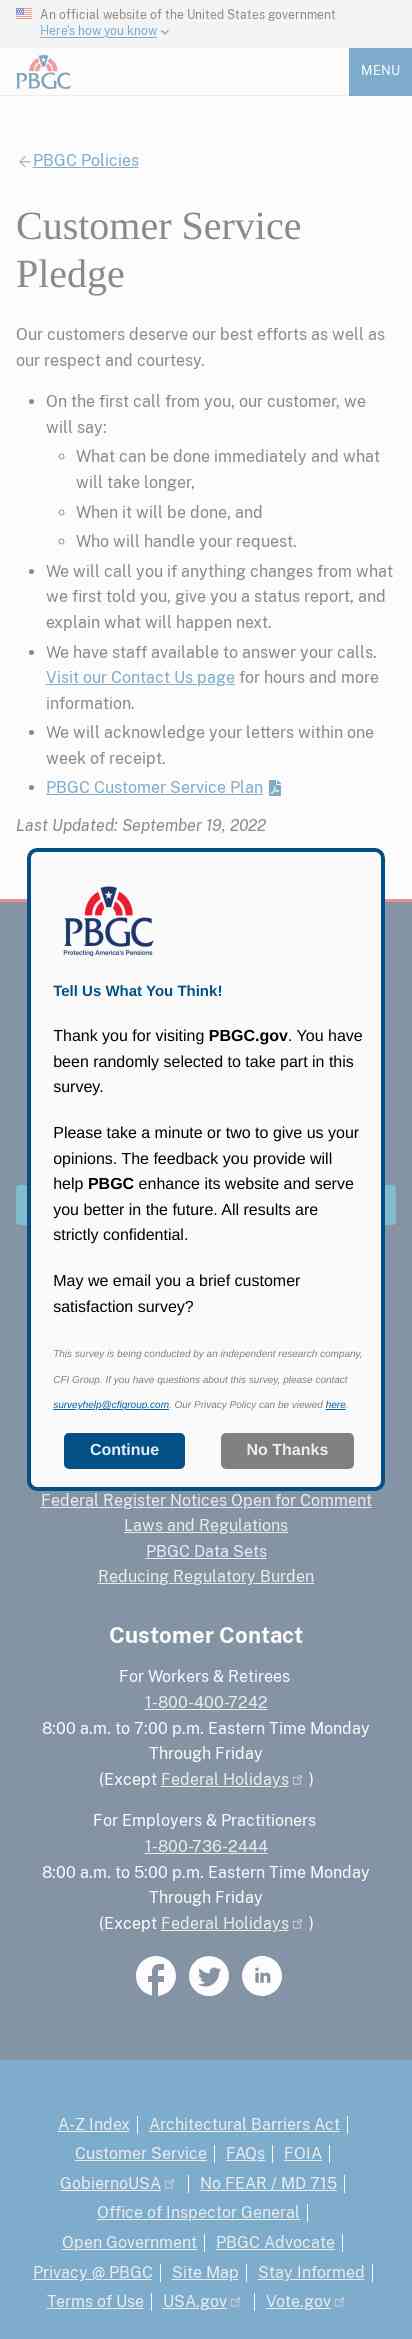 An official website of the United States government
Here's how you know
PBGC
MENU
PBGC Policies
Customer Service
Pledge
Our customers deserve our best efforts as well as
our respect and courtesy.
• On the first call from you, our customer, we
will say:
◦ What can be done immediately and what
will take longer,
◦ When it will be done, and
◦ Who will handle your request.
• We will call you if anything changes from what
we first told you, give you a status report, and
explain what will happen next.
• We have staff available to answer your calls.
Visit our Contact Us page for hours and more
information.
• We will acknowledge your letters within one
week of receipt.
• PBGC Customer Service Plan
Last Updated: September 19, 2022
PBGC
Protecting America's Pensions
Tell Us What You Think!
Thank you for visiting PBGC.gov. You have
been randomly selected to take part in this
survey.
Please take a minute or two to give us your
opinions. The feedback you provide will
help PBGC enhance its website and serve
you better in the future. All results are
strictly confidential.
May we email you a brief customer
satisfaction survey?
This survey is being conducted by an independent research company,
CFI Group. If you have questions about this survey, please contact
surveyhelp@cfigroup.com. Our Privacy Policy can be viewed here.
Continue
No Thanks
Federal Register Notices Open for Comment
Laws and Regulations
PBGC Data Sets
Reducing Regulatory Burden
Customer Contact
For Workers & Retirees
1-800-400-7242
8:00 a.m. to 7:00 p.m. Eastern Time Monday
Through Friday
(Except Federal Holidays )
For Employers & Practitioners
1-800-736-2444
8:00 a.m. to 5:00 p.m. Eastern Time Monday
Through Friday
(Except Federal Holidays )
A-Z Index | Architectural Barriers Act |
Customer Service | FAQs | FOIA |
GobiernoUSA | No FEAR / MD 715 |
Office of Inspector General |
Open Government | PBGC Advocate |
Privacy @ PBGC | Site Map | Stay Informed |
Terms of Use | USA.gov | Vote.gov